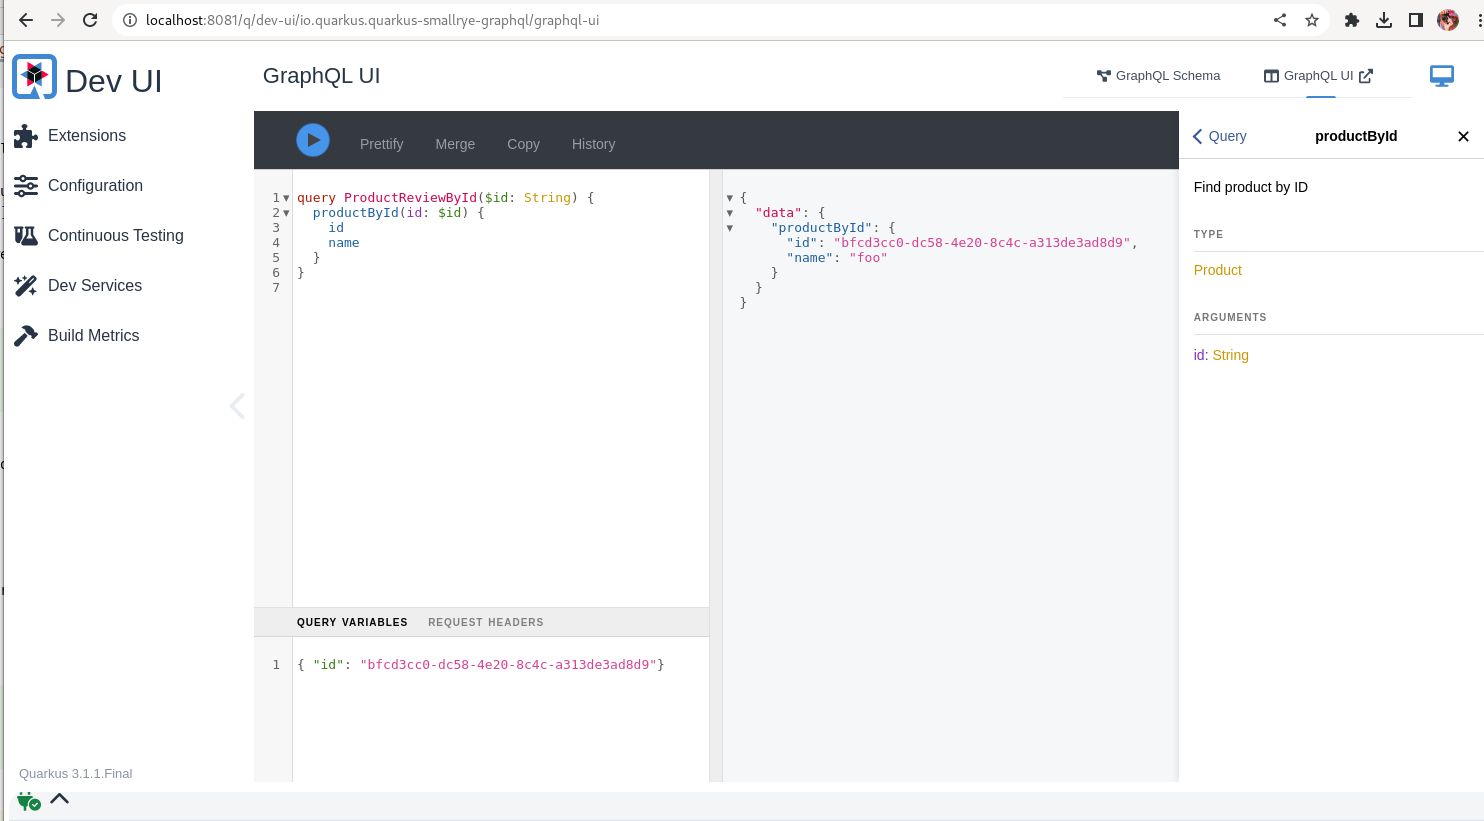 localhost:8081/q/dev-ui/io.quarkus.quarkus-smallrye-graphql/graphql-ui
Dev UI
GraphQL UI
GraphQL Schema
GraphQL UI
Extensions
Configuration
Continuous Testing
Dev Services
Build Metrics
Quarkus 3.1.1.Final
Prettify Merge Copy History
1 query ProductReviewById($id: String) {
2   productById(id: $id) {
3     id
4     name
5   }
6 }
7
QUERY VARIABLES REQUEST HEADERS
1 { "id": "bfcd3cc0-dc58-4e20-8c4c-a313de3ad8d9"}
{
  "data": {
    "productById": {
      "id": "bfcd3cc0-dc58-4e20-8c4c-a313de3ad8d9",
      "name": "foo"
    }
  }
}
Query productById
Find product by ID
TYPE
Product
ARGUMENTS
id: String